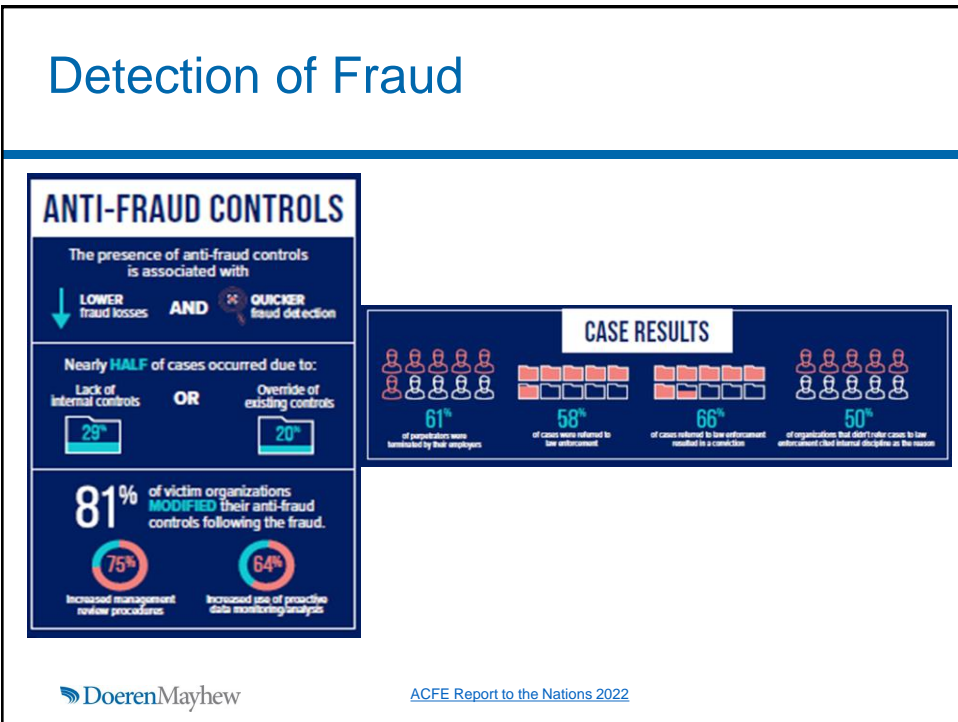 Detection of Fraud
ANTI-FRAUD CONTROLS
The presence of anti-fraud controls
is associated with
LOWER
fraud losses
AND
QUICKER
fraud detection
Nearly HALF of cases occurred due to:
Lack of
internal controls
29%
OR
Override of
existing controls
20%
81% of victim organizations
MODIFIED their anti-fraud
controls following the fraud.
75%
Increased management
review procedures
64%
Increased use of proactive
data monitoring/analysis
CASE RESULTS
61%
of perpetrators were
terminated by their employers
58%
of cases were referred to
law enforcement
66%
of cases referred to law enforcement
resulted in a conviction
50%
of organizations that didn't refer cases to law
enforcement cited internal discipline as the reason
DoerenMayhew
ACFE Report to the Nations 2022